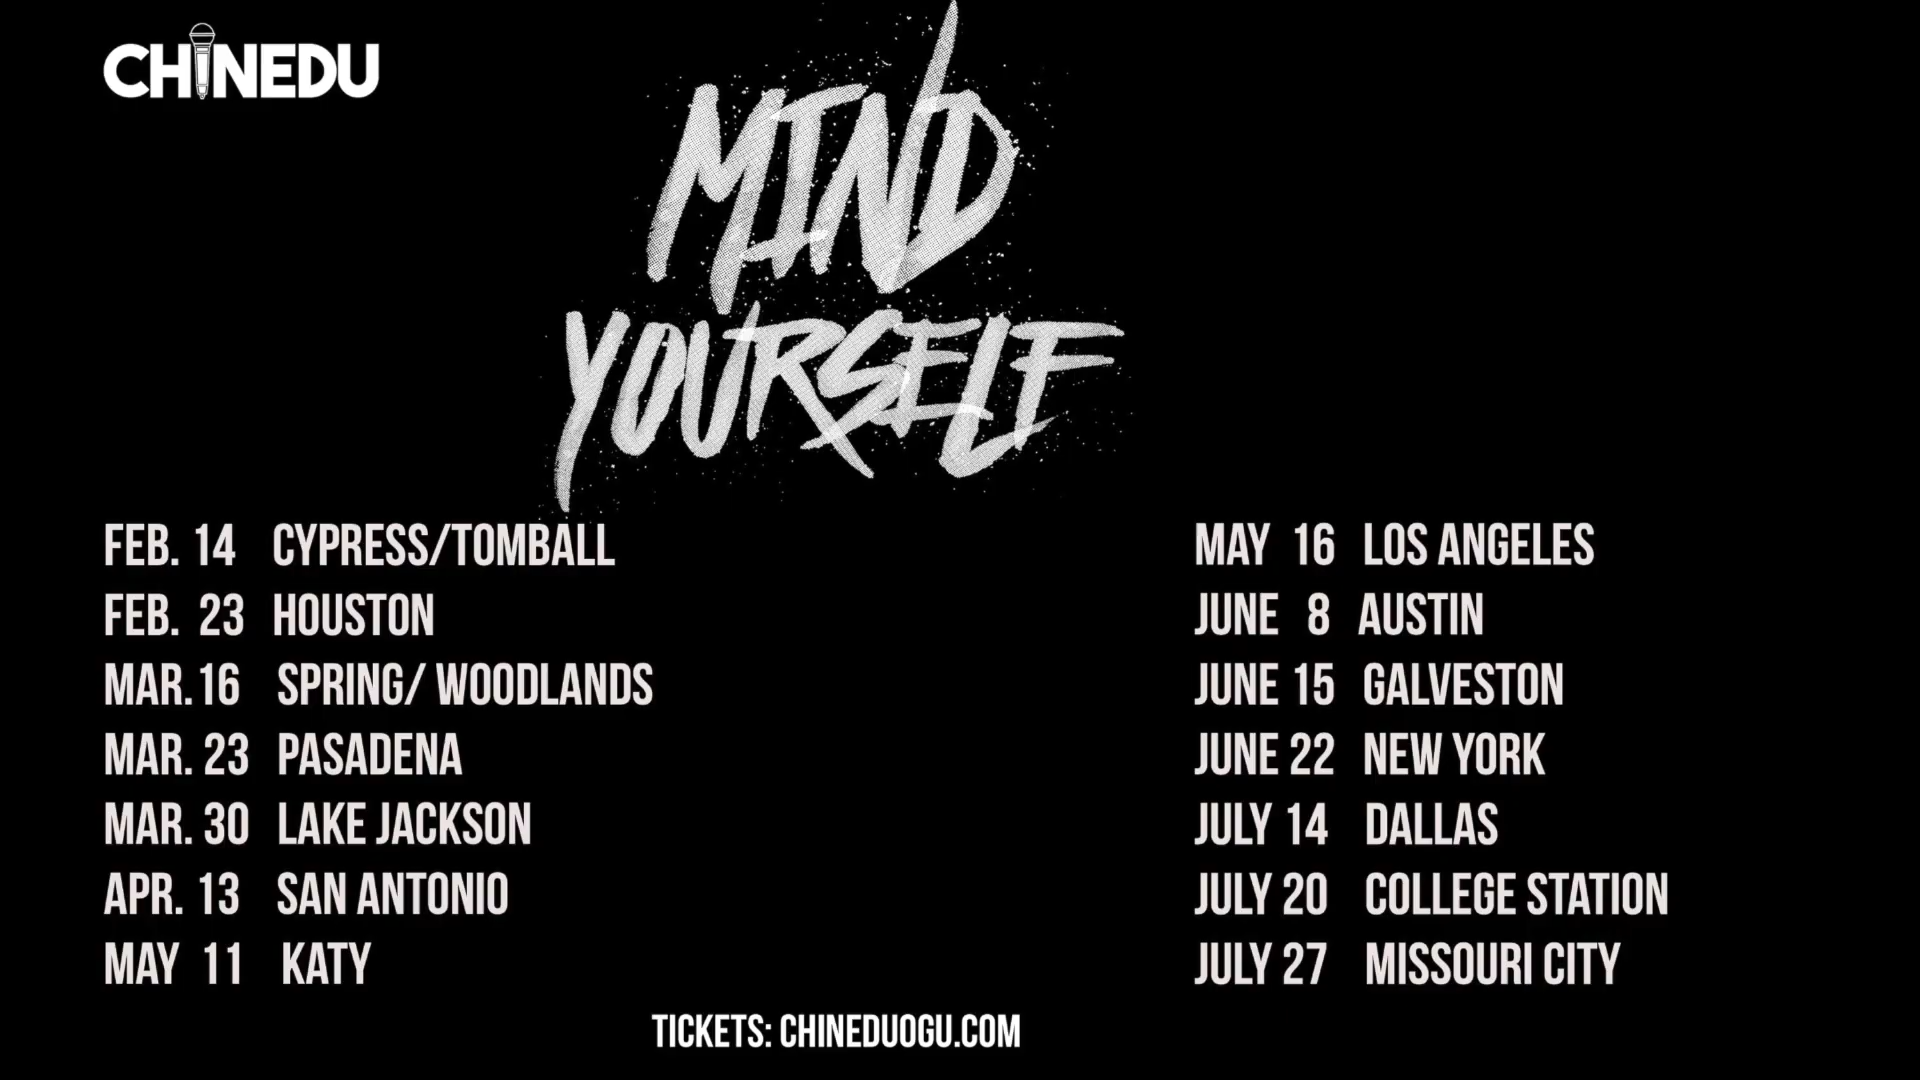 CHINEDU
MIND
YOURSELF
FEB. 14 CYPRESS/TOMBALL
FEB. 23 HOUSTON
MAR.16 SPRING/ WOODLANDS
MAR. 23 PASADENA
MAR. 30 LAKE JACKSON
APR. 13 SAN ANTONIO
MAY 11 KATY
MAY 16 LOS ANGELES
JUNE 8 AUSTIN
JUNE 15 GALVESTON
JUNE 22 NEW YORK
JULY 14 DALLAS
JULY 20 COLLEGE STATION
JULY 27 MISSOURI CITY
TICKETS: CHINEDUOGU.COM